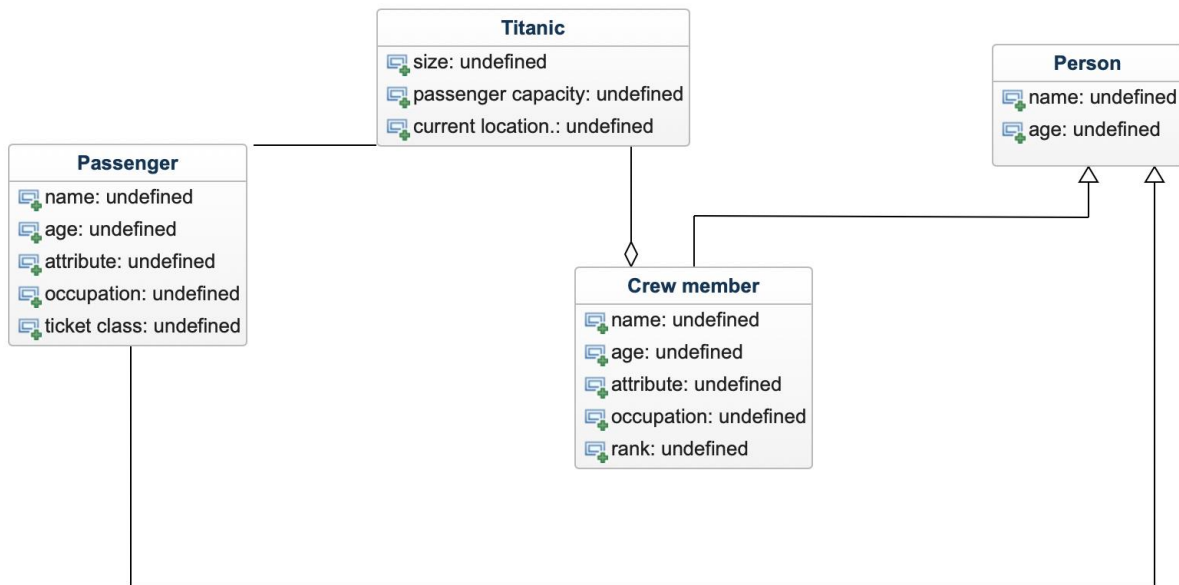 Titanic
size: undefined
passenger capacity: undefined
current location.: undefined
Person
name: undefined
age: undefined
Passenger
name: undefined
age: undefined
attribute: undefined
occupation: undefined
ticket class: undefined
Crew member
name: undefined
age: undefined
attribute: undefined
occupation: undefined
rank: undefined